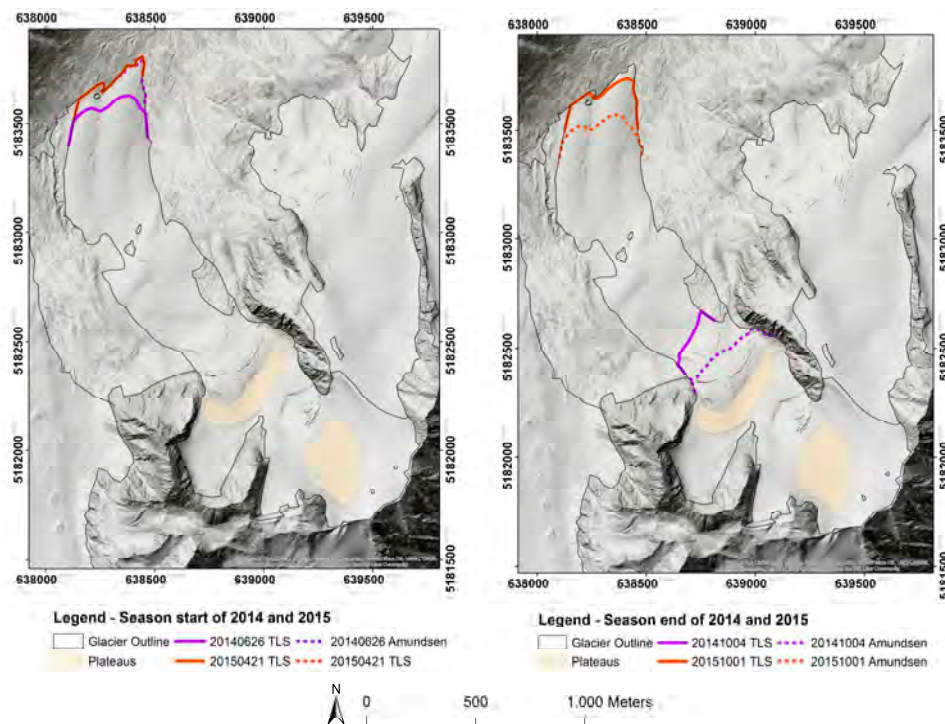 638000 638500 639000 639500
638000 638500 639000 639500
5183500 5183000 5182500 5182000 5181500
5183500 5183000 5182500 5182000 5181500
638000 638500 639000 639500
638000 638500 639000 639500
Legend - Season start of 2014 and 2015
Glacier Outline 20140626 TLS 20140626 Amundsen
Plateaus 20150421 TLS 20150421 TLS
Legend - Season end of 2014 and 2015
Glacier Outline 20141004 TLS 20141004 Amundsen
Plateaus 20151001 TLS 20151001 Amundsen
N
0 500 1.000 Meters